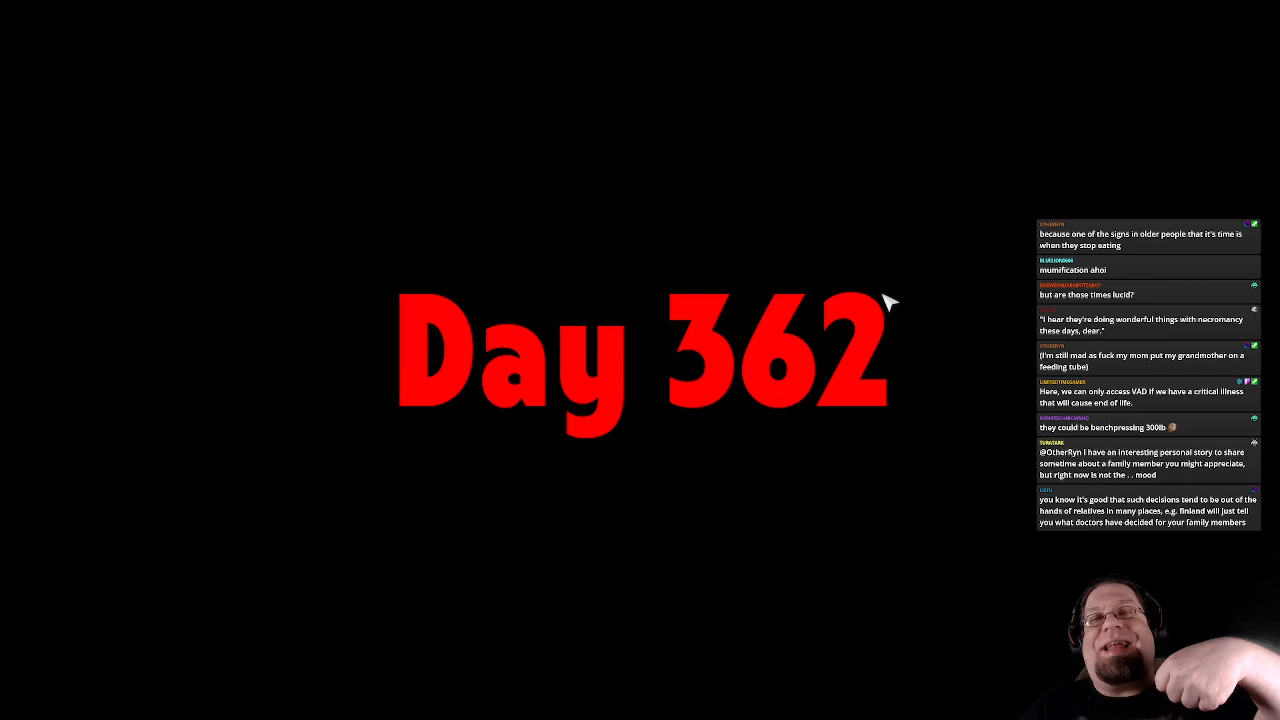 Day 362
OTHERRYN
because one of the signs in older people that it's time is
when they stop eating
mumification ahoi
but are those times lucid?
"I hear they're doing wonderful things with necromancy
these days, dear."
OTHERRYN
(I'm still mad as fuck my mom put my grandmother on a
feeding tube)
LIMITEDTIMEGAMER
Here, we can only access VAD if we have a critical illness
that will cause end of life.
they could be benchpressing 300lb
TURATARK
@OtherRyn I have an interesting personal story to share
sometime about a family member you might appreciate,
but right now is not the . . mood
you know it's good that such decisions tend to be out of the
hands of relatives in many places, e.g. finland will just tell
you what doctors have decided for your family members